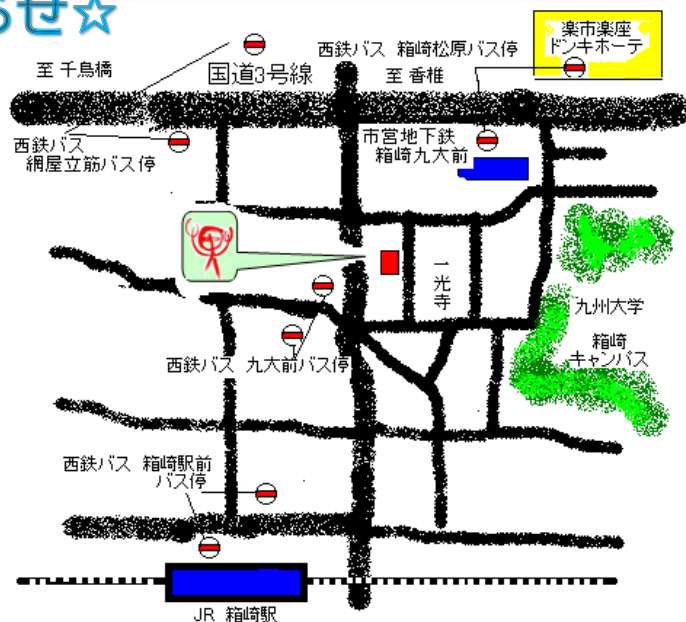 らせ☆
楽市楽座
ドンキホーテ
西鉄バス 箱崎松原バス停
至 千鳥橋
国道3号線
至 香椎
西鉄バス
網屋立筋バス停
市営地下鉄
箱崎九大前
一光寺
九州大学
箱崎
キャンバス
西鉄バス 九大前バス停
西鉄バス 箱崎駅前
バス停
JR 箱崎駅